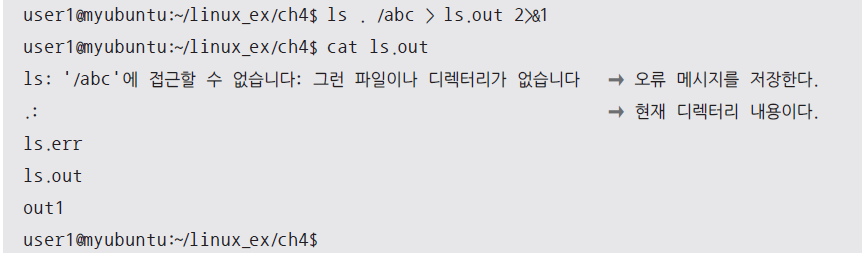 user1@myubuntu:~/linux_ex/ch4$ ls . /abc > ls.out 2>&1
user1@myubuntu:~/linux_ex/ch4$ cat ls.out
ls: '/abc'에 접근할 수 없습니다: 그런 파일이나 디렉터리가 없습니다 → 오류 메시지를 저장한다.
.: → 현재 디렉터리 내용이다.
ls.err
ls.out
out1
user1@myubuntu:~/linux_ex/ch4$